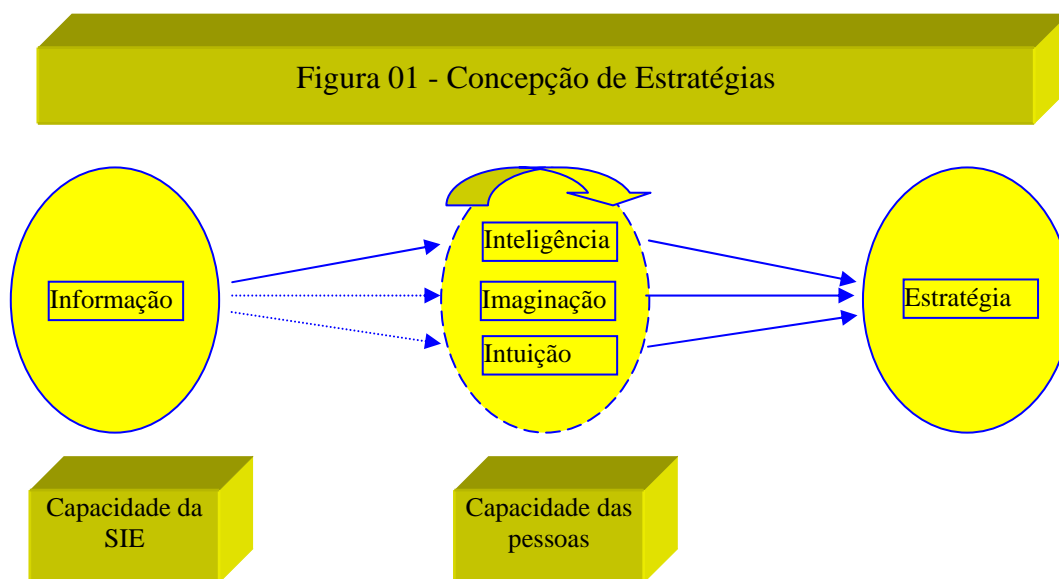 Figura 01 - Concepção de Estratégias
Inteligência
Informação
Imaginação
Estratégia
Intuição
Capacidade da
SIE
Capacidade das
pessoas